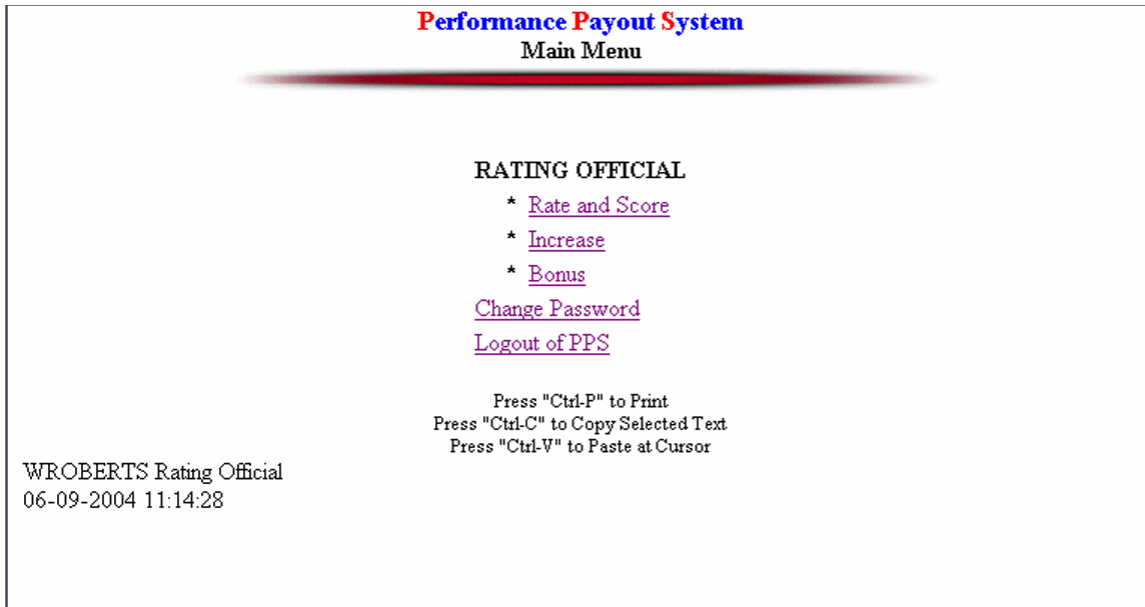 Performance Payout System
Main Menu
RATING OFFICIAL
* Rate and Score
* Increase
* Bonus
Change Password
Logout of PPS
Press "Ctrl-P" to Print
Press "Ctrl-C" to Copy Selected Text
Press "Ctrl-V" to Paste at Cursor
WROBERTS Rating Official
06-09-2004 11:14:28